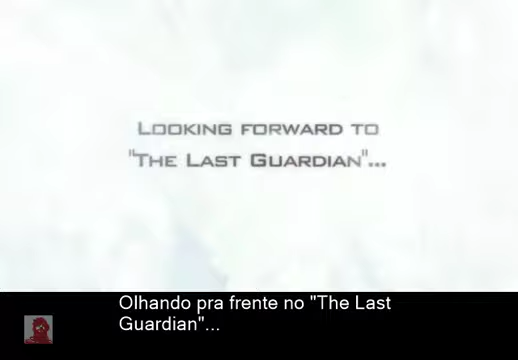 LOOKING FORWARD TO
"THE LAST GUARDIAN"...
Olhando pra frente no "The Last
Guardian"...